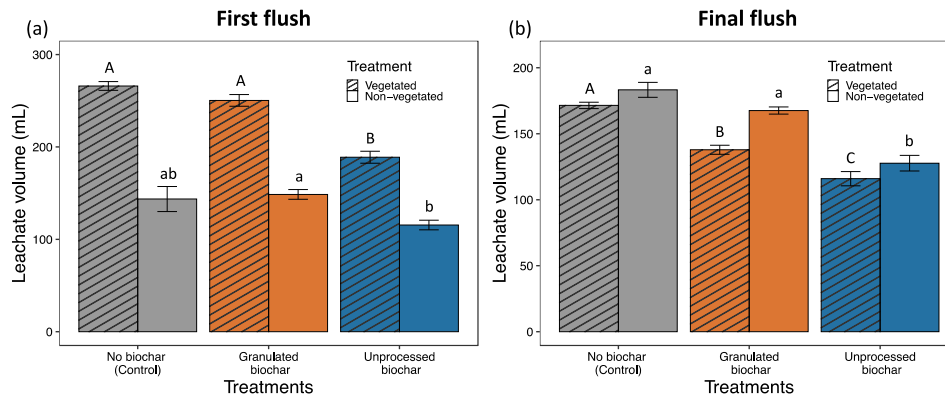 First flush
(a)
300
200
100
0
Leachate volume (mL)
A
ab
A
a
B
b
Treatment
Vegetated
Non-vegetated
No biochar
(Control)
Granulated
biochar
Unprocessed
biochar
Treatments
Final flush
(b)
200
150
100
50
0
Leachate volume (mL)
A
a
B
a
C
b
Treatment
Vegetated
Non-vegetated
No biochar
(Control)
Granulated
biochar
Unprocessed
biochar
Treatments